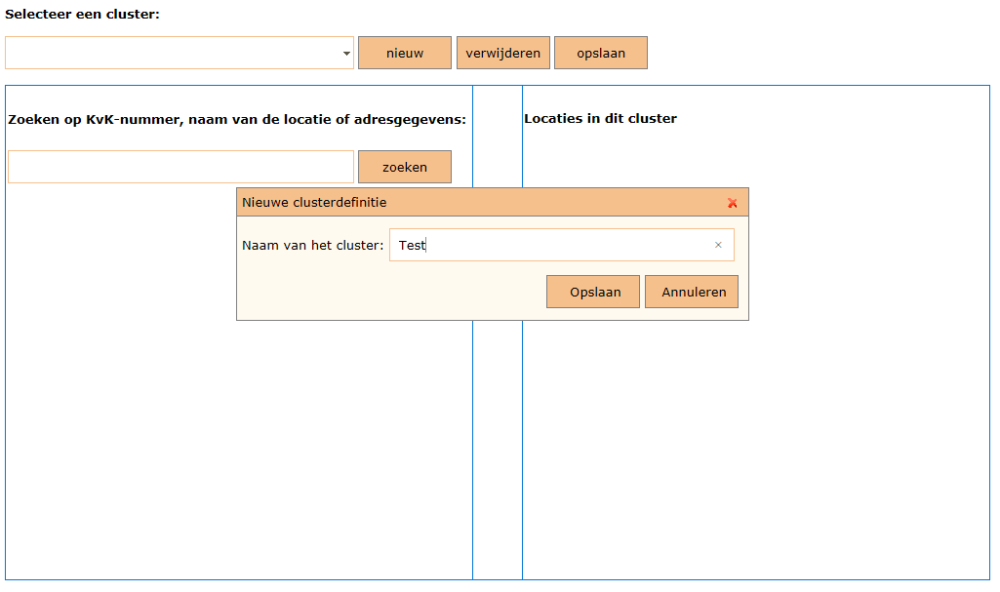 Selecteer een cluster:
nieuw
verwijderen
opslaan
Zoeken op KvK-nummer, naam van de locatie of adresgegevens:
Locaties in dit cluster
zoeken
Nieuwe clusterdefinitie
Naam van het cluster: Test
Opslaan
Annuleren